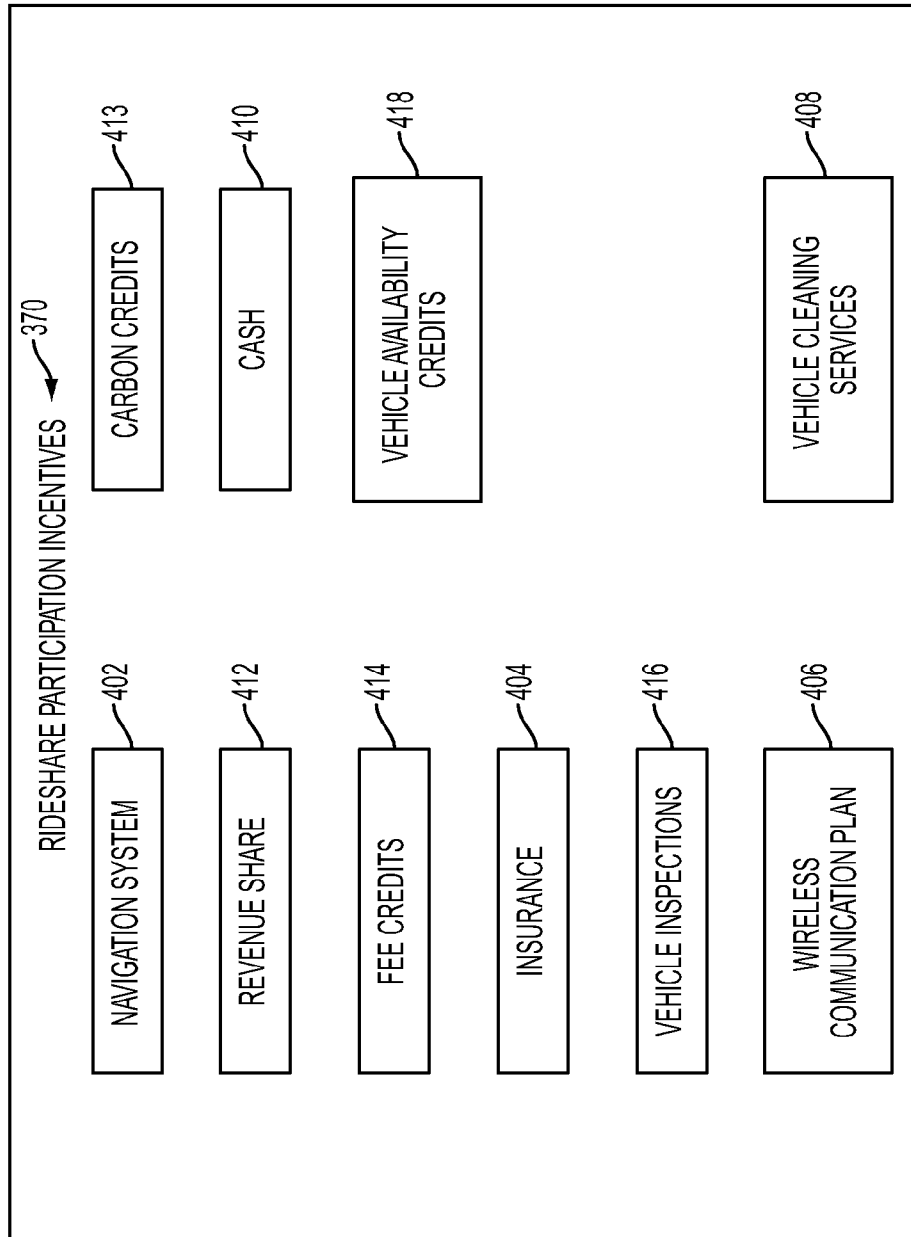 RIDESHARE PARTICIPATION INCENTIVES 370
NAVIGATION SYSTEM 402
REVENUE SHARE 412
FEE CREDITS 414
INSURANCE 404
VEHICLE INSPECTIONS 416
WIRELESS
COMMUNICATION PLAN 406
CARBON CREDITS 413
CASH 410
VEHICLE AVAILABILITY
CREDITS 418
VEHICLE CLEANING
SERVICES 408